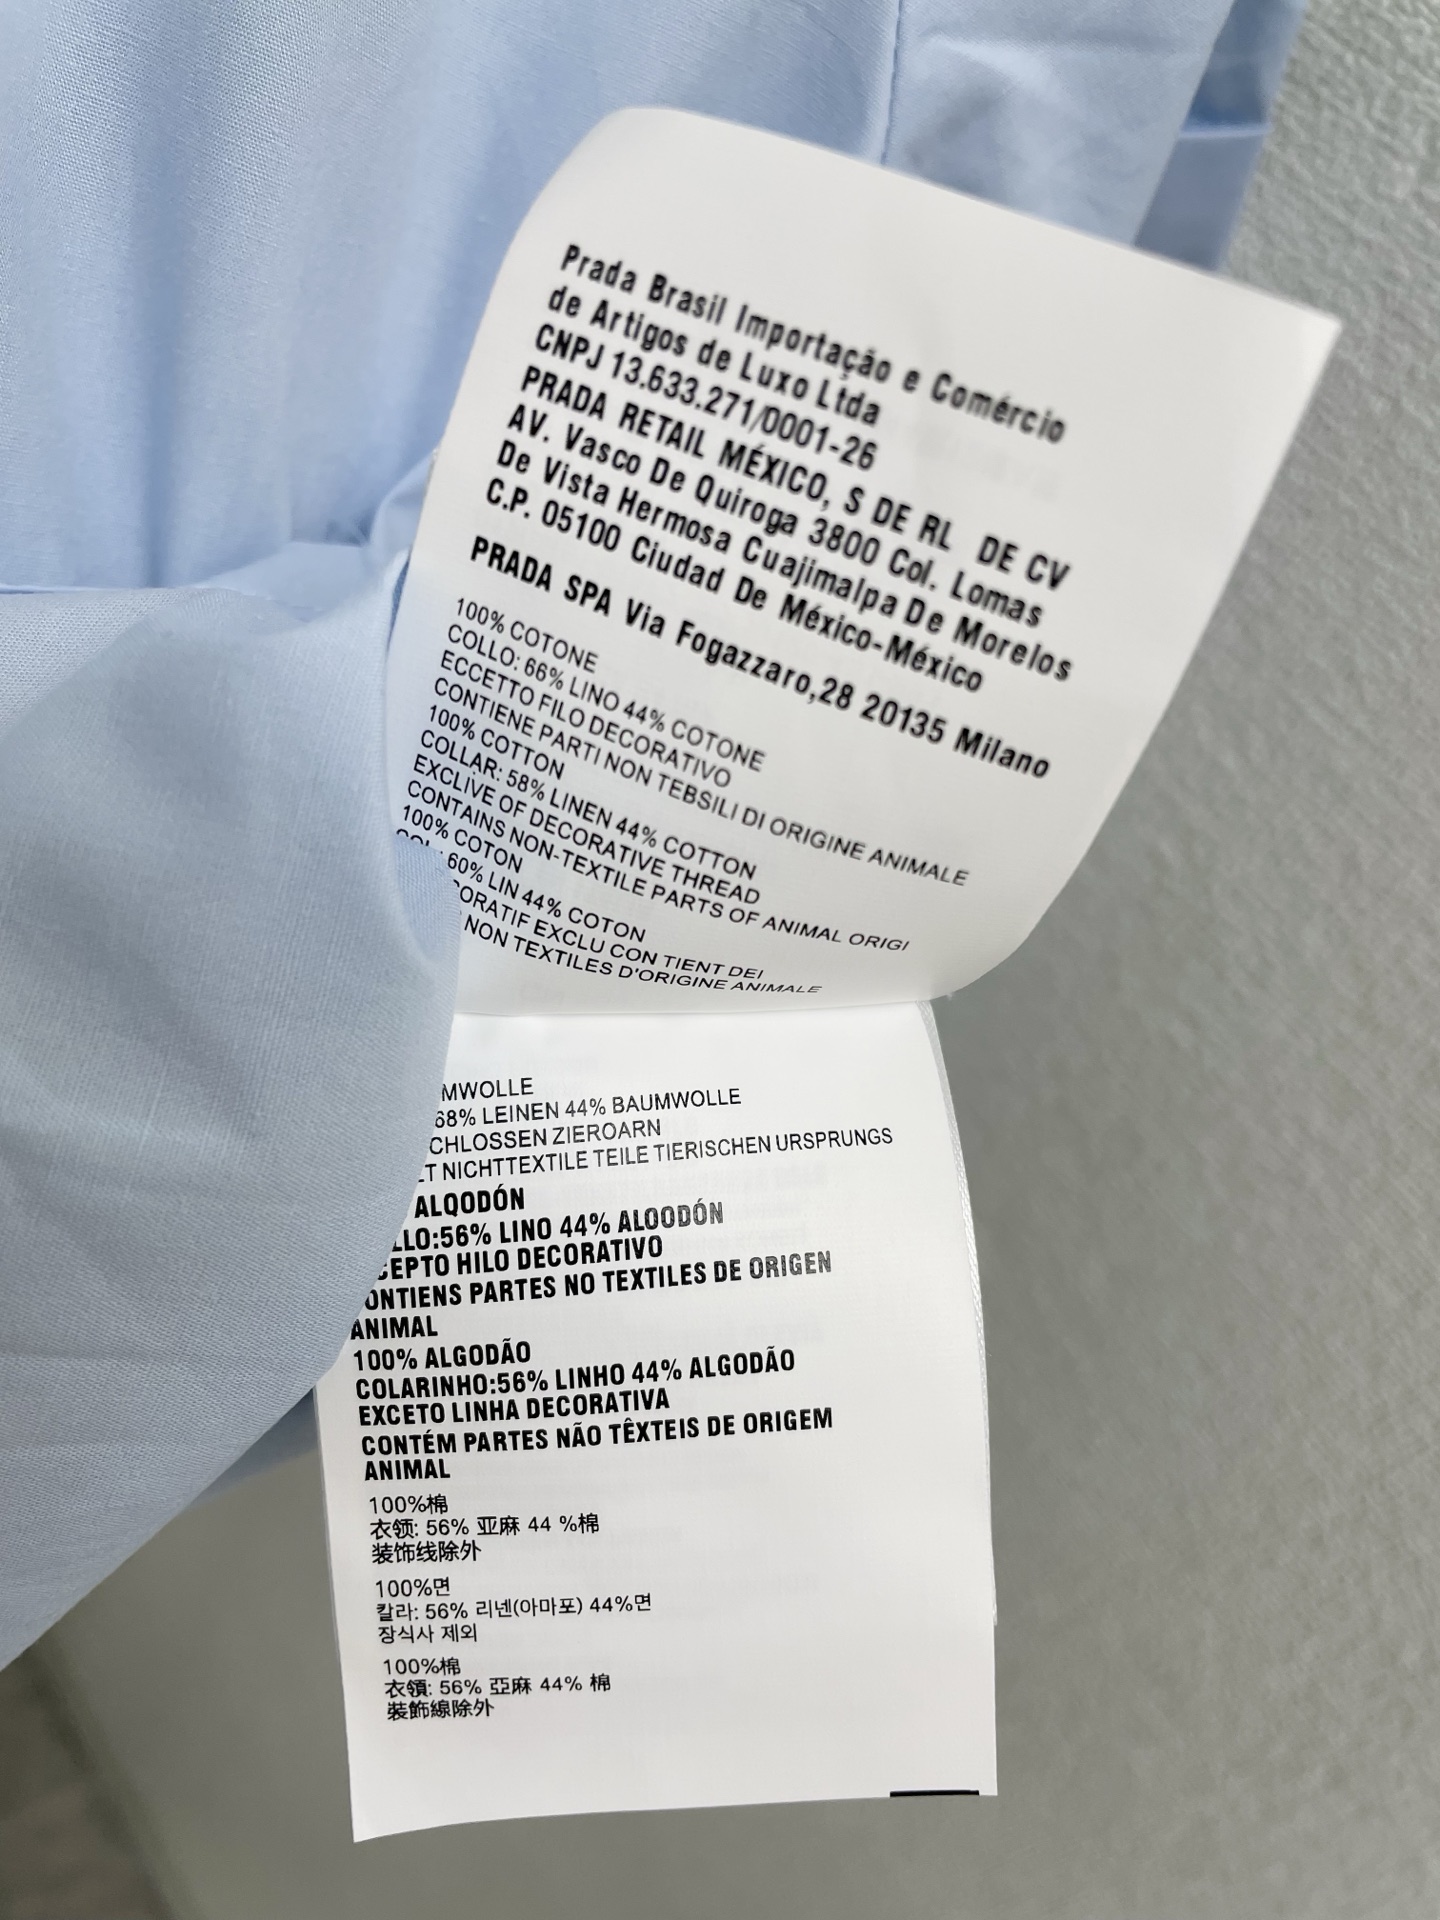 Prada Brasil Importação e Comércio
de Artigos de Luxo Ltda
CNPJ 13.633.271/0001-26
PRADA RETAIL MÉXICO, S DE RL DE CV
AV. Vasco De Quiroga 3800 Col. Lomas
De Vista Hermosa Cuajimalpa De Morelos
C.P. 05100 Ciudad De México-México
PRADA SPA Via Fogazzaro,28 20135 Milano
100% COTONE
COLLO: 66% LINO 44% COTONE
ECCETTO FILO DECORATIVO
CONTIENE PARTI NON TEBSILI DI ORIGINE ANIMALE
100% COTTON
COLLAR: 58% LINEN 44% COTTON
EXCLIVE OF DECORATIVE THREAD
CONTAINS NON-TEXTILE PARTS OF ANIMAL ORIGI
100% COTON
60% LIN 44% COTON
ORATIF EXCLU CON TIENT DEI
NON TEXTILES D'ORIGINE ANIMALE
MWOLLE
68% LEINEN 44% BAUMWOLLE
CHLOSSEN ZIEROARN
LT NICHTTEXTILE TEILE TIERISCHEN URSPRUNGS
ALQODÓN
LLO:56% LINO 44% ALOODÓN
CEPTO HILO DECORATIVO
ONTIENS PARTES NO TEXTILES DE ORIGEN
ANIMAL
100% ALGODÃO
COLARINHO:56% LINHO 44% ALGODÃO
EXCETO LINHA DECORATIVA
CONTÉM PARTES NÃO TÊXTEIS DE ORIGEM
ANIMAL
100%棉
衣领: 56% 亚麻 44 %棉
装饰线除外
100%면
칼라: 56% 리넨(아마포) 44%면
장식사 제외
100%棉
衣領: 56% 亞麻 44% 棉
裝飾線除外